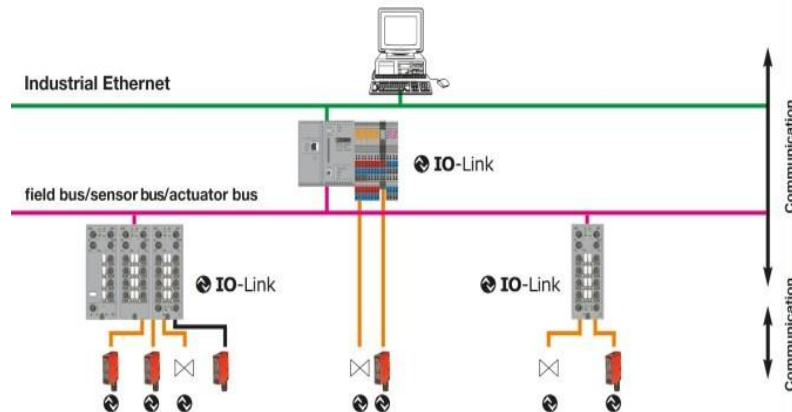 Industrial Ethernet
IO-Link
field bus/sensor bus/actuator bus
IO-Link
IO-Link
Communication
Communication